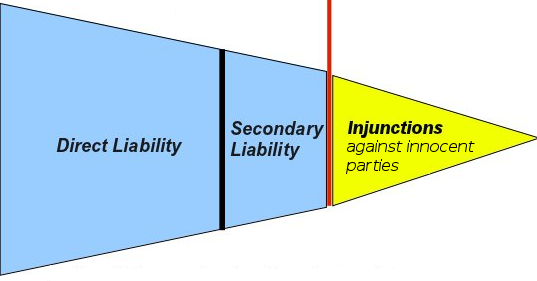 Direct Liability
Secondary
Liability
Injunctions
against innocent
parties